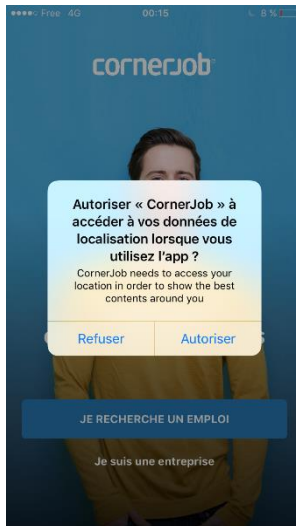 Free 4G 00:15 8 %
cornerjob
Autoriser « CornerJob » à
accéder à vos données de
localisation lorsque vous
utilisez l'app ?
CornerJob needs to access your
location in order to show the best
contents around you
Refuser Autoriser
JE RECHERCHE UN EMPLOI
Je suis une entreprise